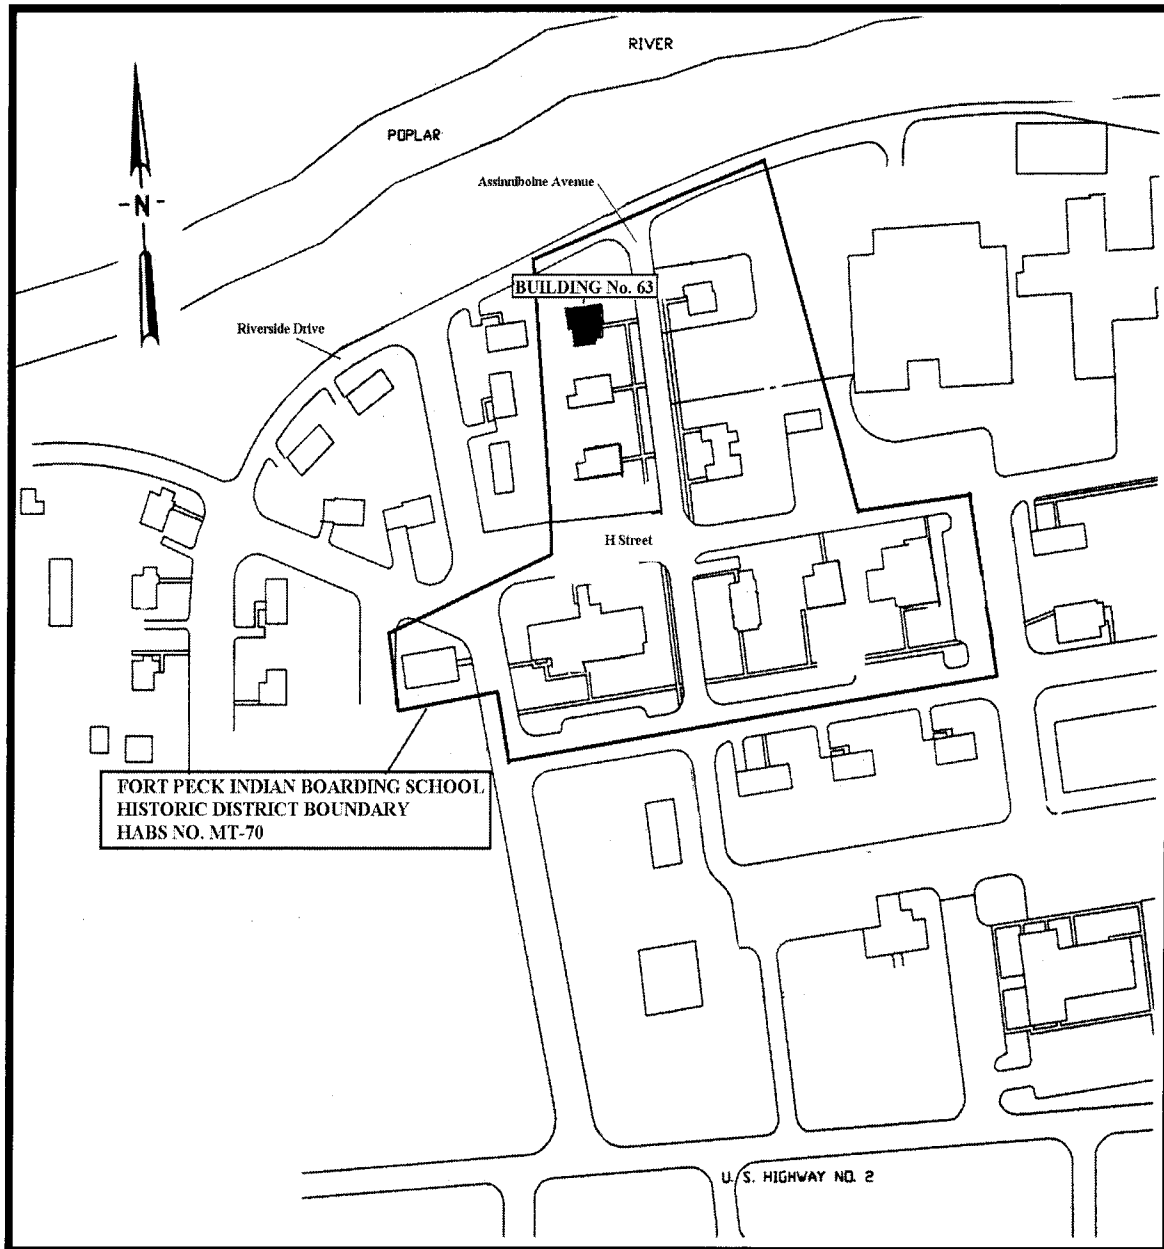 RIVER
POPLAR
Assinniboine Avenue
-N-
BUILDING No. 63
Riverside Drive
H Street
FORT PECK INDIAN BOARDING SCHOOL
HISTORIC DISTRICT BOUNDARY
HABS NO. MT-70
U. S. HIGHWAY NO. 2